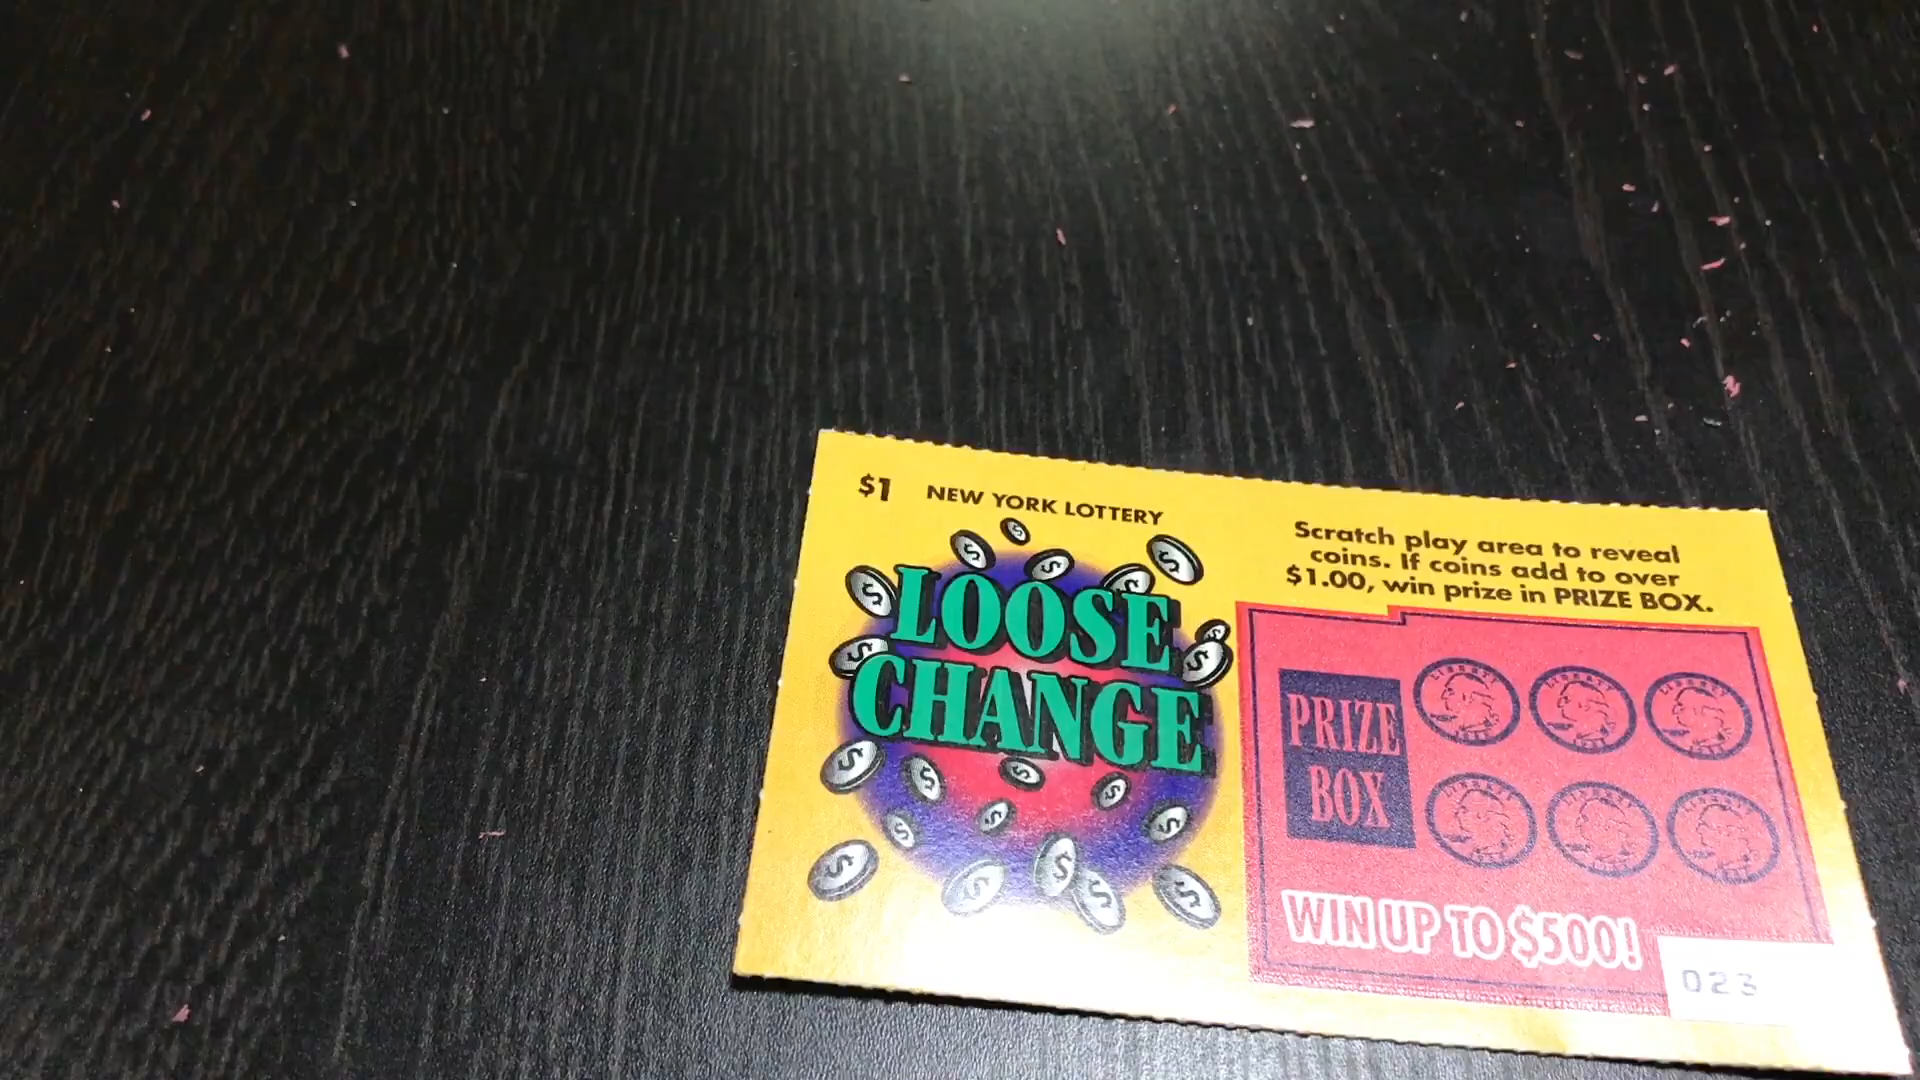 $1 NEW YORK LOTTERY
LOOSE
CHANGE
Scratch play area to reveal
coins. If coins add to over
$1.00, win prize in PRIZE BOX.
PRIZE
BOX
WIN UP TO $500!
023